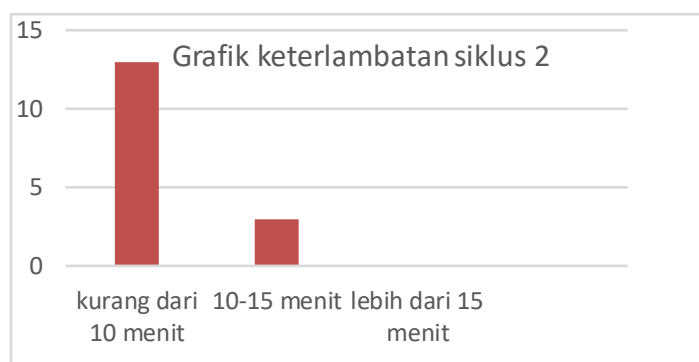 Grafik keterlambatan siklus 2
15
10
5
0
kurang dari
10 menit
10-15 menit
lebih dari 15
menit